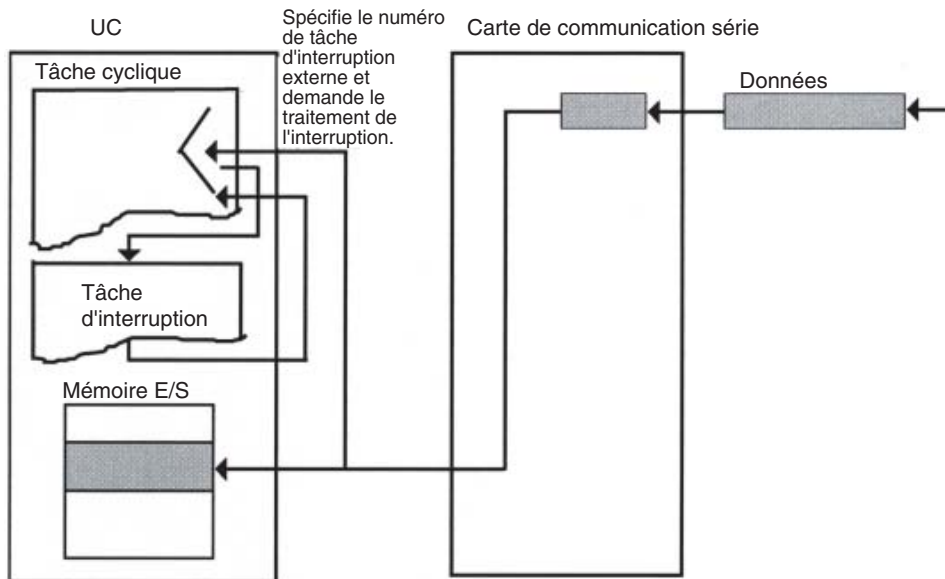 UC
Spécifie le numéro
de tâche
d'interruption
externe et
demande le
traitement de
l'interruption.
Carte de communication série
Tâche cyclique
Données
Tâche
d'interruption
Mémoire E/S